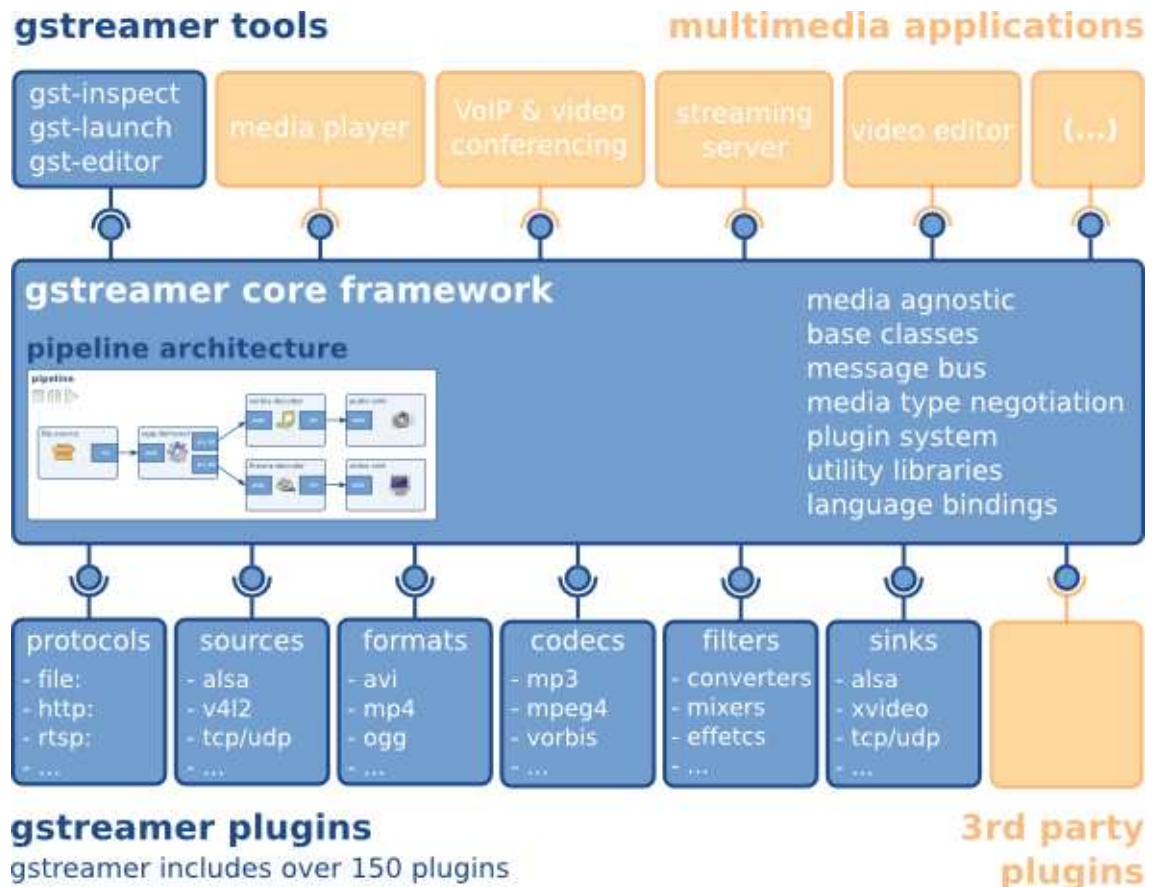 gstreamer tools
multimedia applications
gst-inspect
gst-launch
gst-editor
media player
VoIP & video
conferencing
streaming
server
video editor
(...)
gstreamer core framework
pipeline architecture
pipeline
media agnostic
base classes
message bus
media type negotiation
plugin system
utility libraries
language bindings
protocols
- file:
- http:
- rtsp:
- ...
sources
- alsa
- v4l2
- tcp/udp
- ...
formats
- avi
- mp4
- ogg
- ...
codecs
- mp3
- mpeg4
- vorbis
- ...
filters
- converters
- mixers
- effetcs
- ...
sinks
- alsa
- xvideo
- tcp/udp
- ...
gstreamer plugins
gstreamer includes over 150 plugins
3rd party
plugins